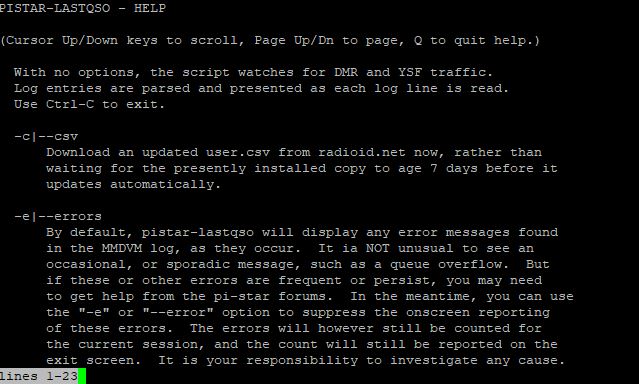 PISTAR-LASTQSO - HELP
(Cursor Up/Down keys to scroll, Page Up/Dn to page, Q to quit help.)
With no options, the script watches for DMR and YSF traffic.
Log entries are parsed and presented as each log line is read.
Use Ctrl-C to exit.
-c|--csv
Download an updated user.csv from radioid.net now, rather than
waiting for the presently installed copy to age 7 days before it
updates automatically.
-e|--errors
By default, pistar-lastqso will display any error messages found
in the MMDVM log, as they occur.  It ia NOT unusual to see an
occasional, or sporadic message, such as a queue overflow.  But
if these or other errors are frequent or persist, you may need
to get help from the pi-star forums.  In the meantime, you can use
the "-e" or "--error" option to suppress the onscreen reporting
of these errors.  The errors will however still be counted for
the current session, and the count will still be reported on the
exit screen.  It is your responsibility to investigate any cause.
lines 1-23